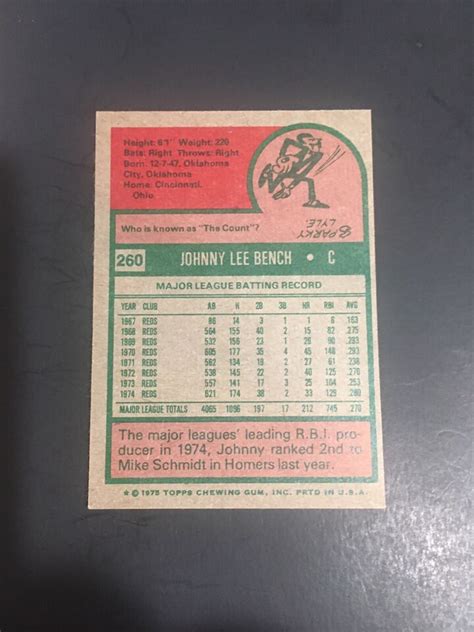 Height: 6'1" Weight: 220
Bats: Right Throws: Right
Born: 12-7-47, Oklahoma
City, Oklahoma
Home: Cincinnati,
Ohio
Who is known as "The Count"?
SPARKY
LYLE
260 JOHNNY LEE BENCH • C
MAJOR LEAGUE BATTING RECORD
YEAR CLUB AB H 2B 3B HR RBI AVG
1967 REDS 86 14 3 1 1 6 .163
1968 REDS 564 155 40 2 15 82 .275
1969 REDS 532 156 23 1 26 90 .293
1970 REDS 605 177 35 4 45 148 .293
1971 REDS 562 134 19 2 27 61 .238
1972 REDS 538 145 22 2 40 125 .270
1973 REDS 557 141 17 3 25 104 .253
1974 REDS 621 174 38 2 33 129 .280
MAJOR LEAGUE TOTALS 4065 1096 197 17 212 745 .270
The major leagues' leading R.B.I. pro-
ducer in 1974, Johnny ranked 2nd to
Mike Schmidt in Homers last year.
★ © 1975 TOPPS CHEWING GUM, INC. PRTD IN U.S.A.